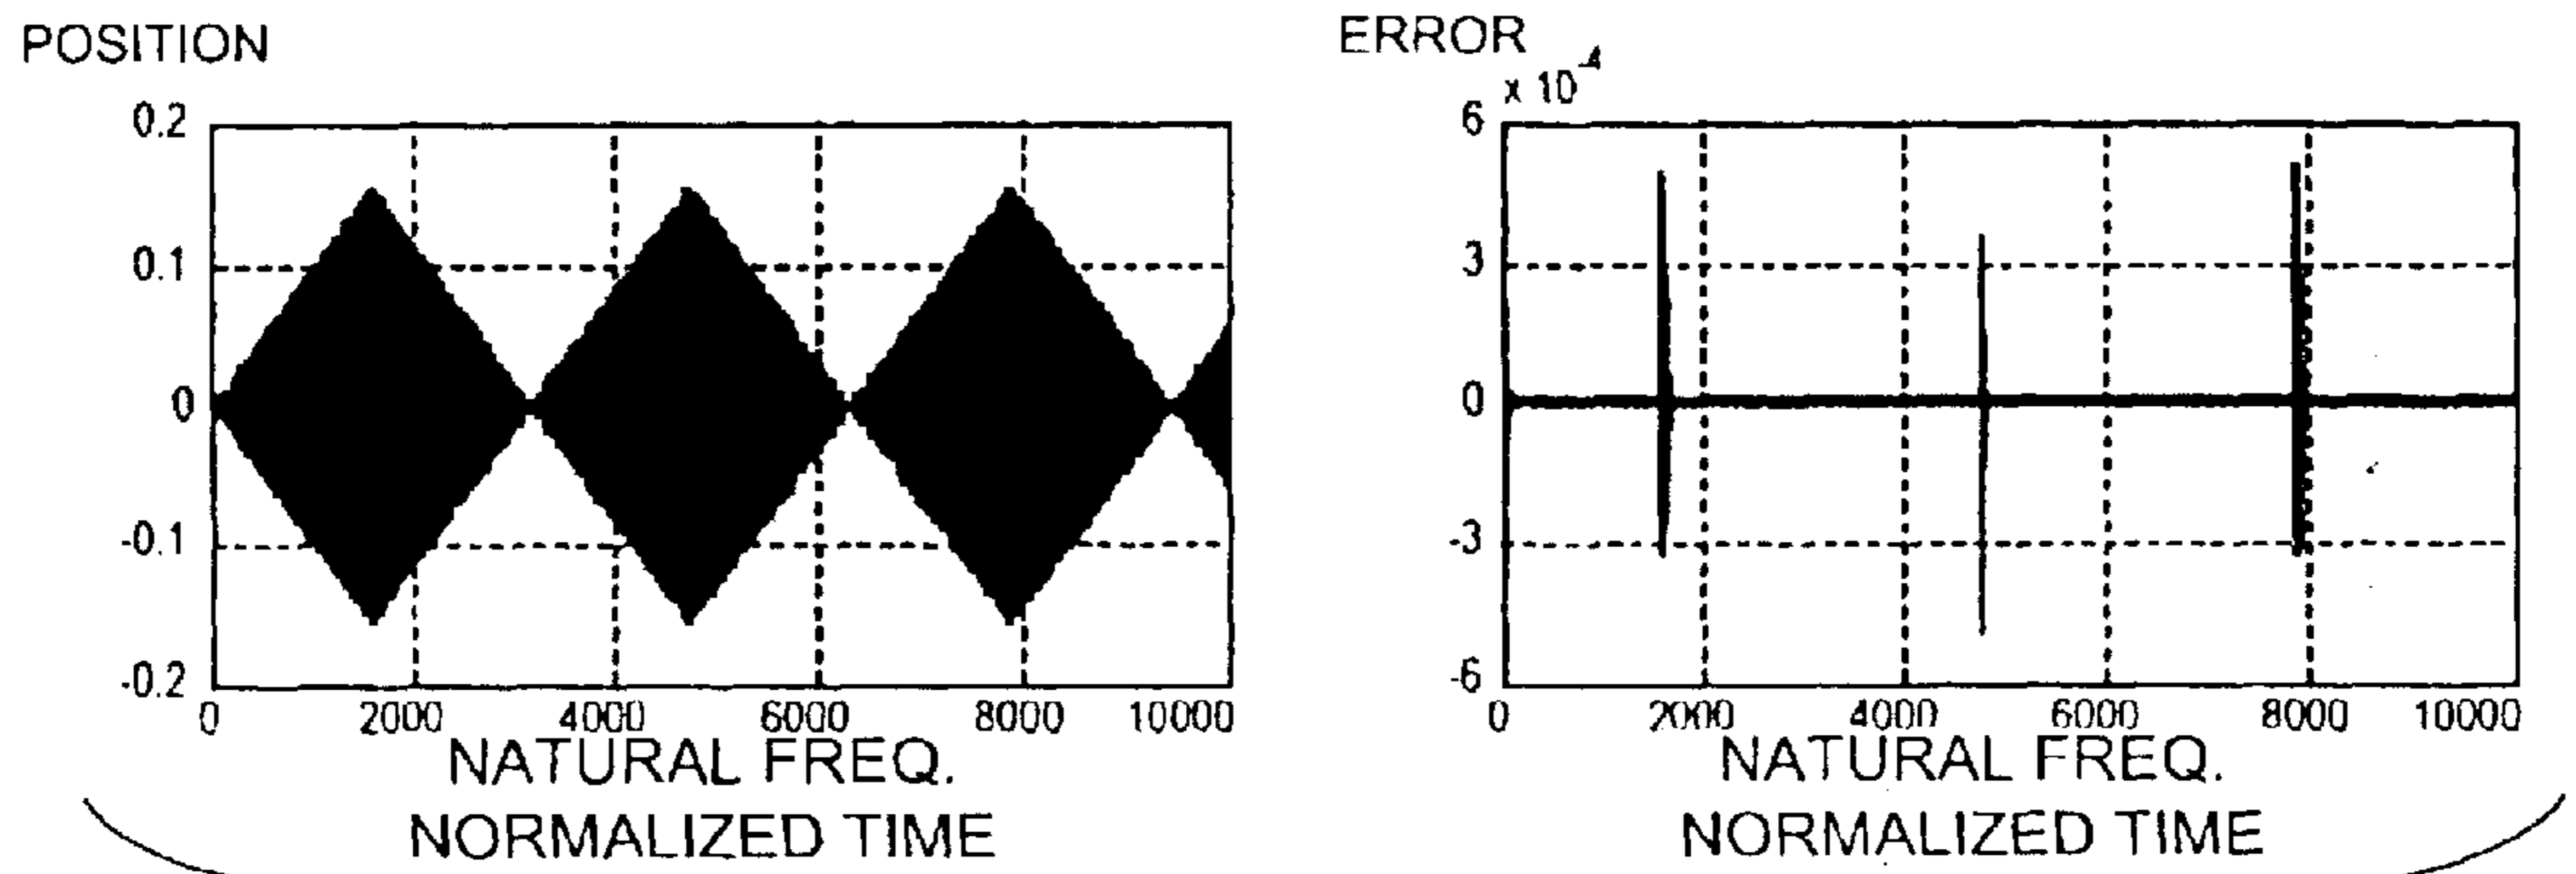 POSITION
0.2
0.1
0
-0.1
-0.2
0 2000 4000 6000 8000 10000
NATURAL FREQ.
NORMALIZED TIME
ERROR
x 10^-4
6
3
0
-3
-6
0 2000 4000 6000 8000 10000
NATURAL FREQ.
NORMALIZED TIME